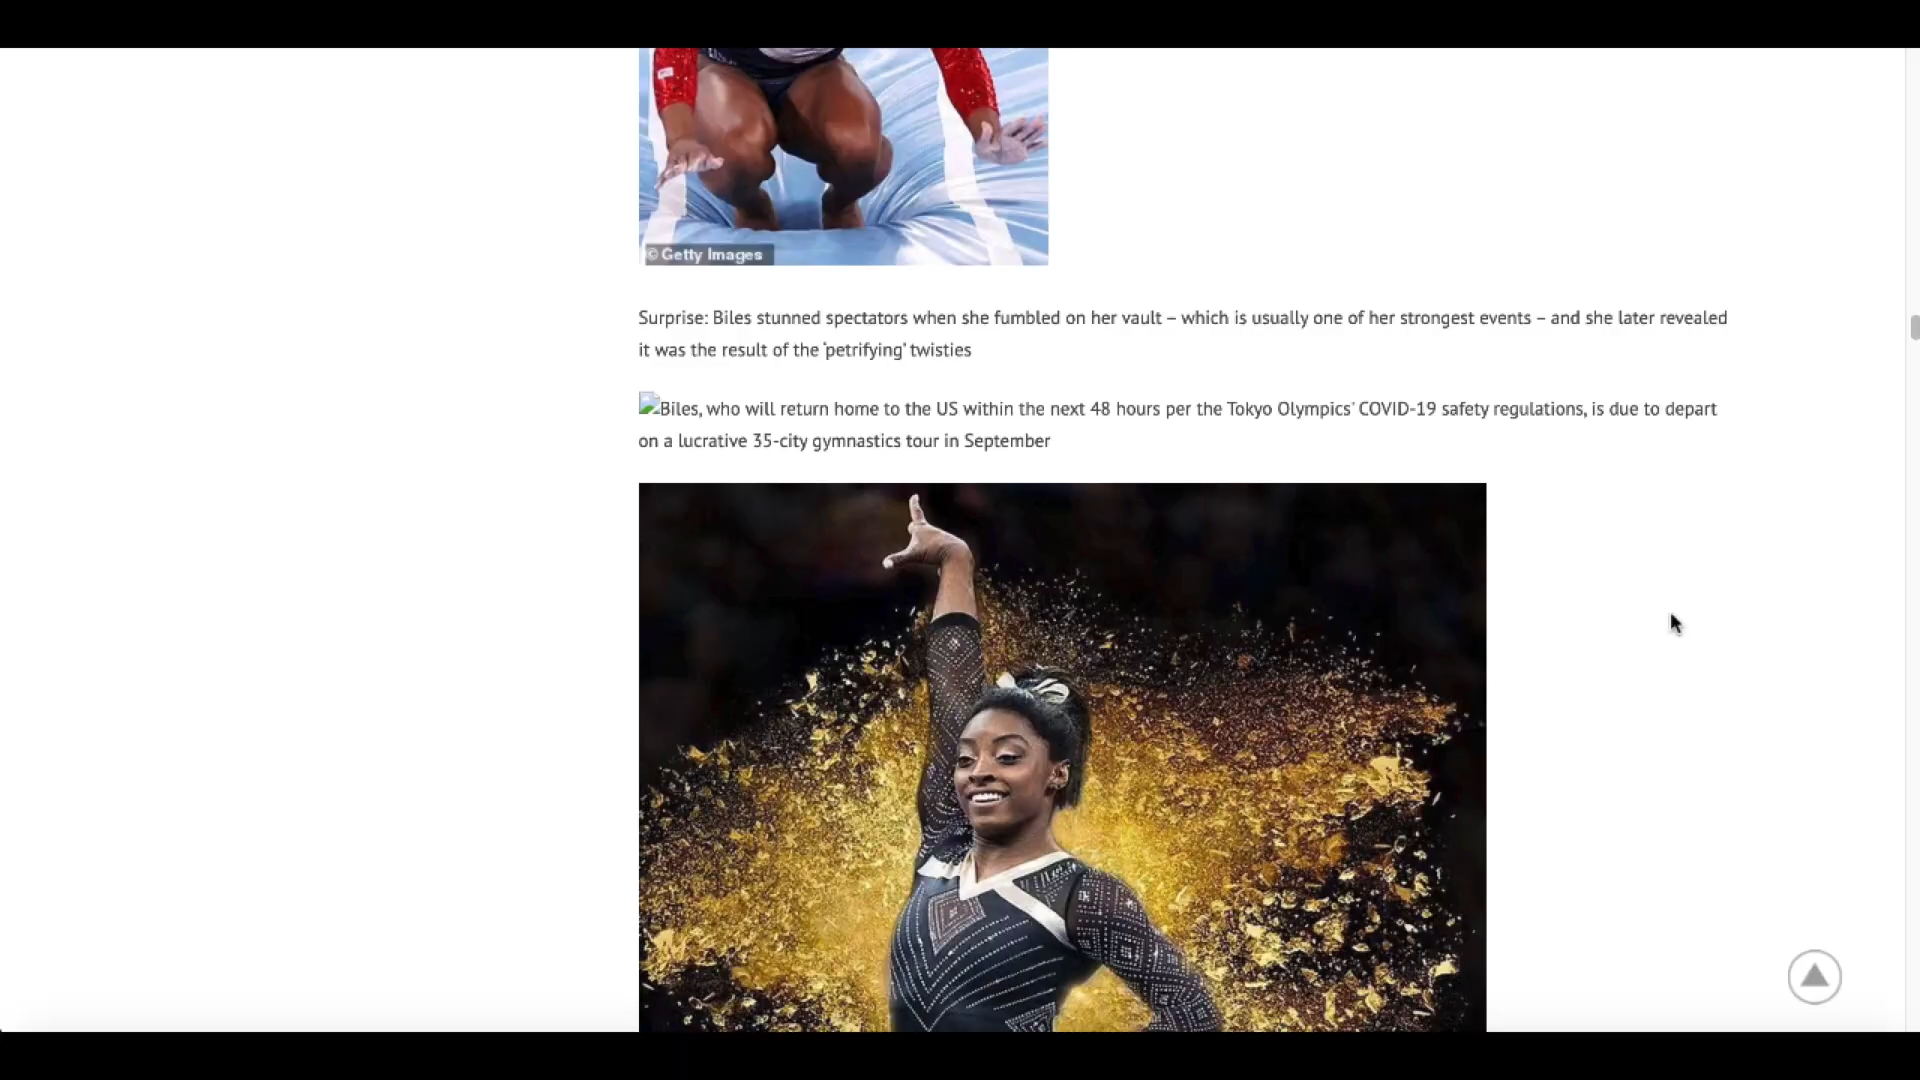 © Getty Images
Surprise: Biles stunned spectators when she fumbled on her vault – which is usually one of her strongest events – and she later revealed
it was the result of the ‘petrifying’ twisties
Biles, who will return home to the US within the next 48 hours per the Tokyo Olympics’ COVID-19 safety regulations, is due to depart
on a lucrative 35-city gymnastics tour in September